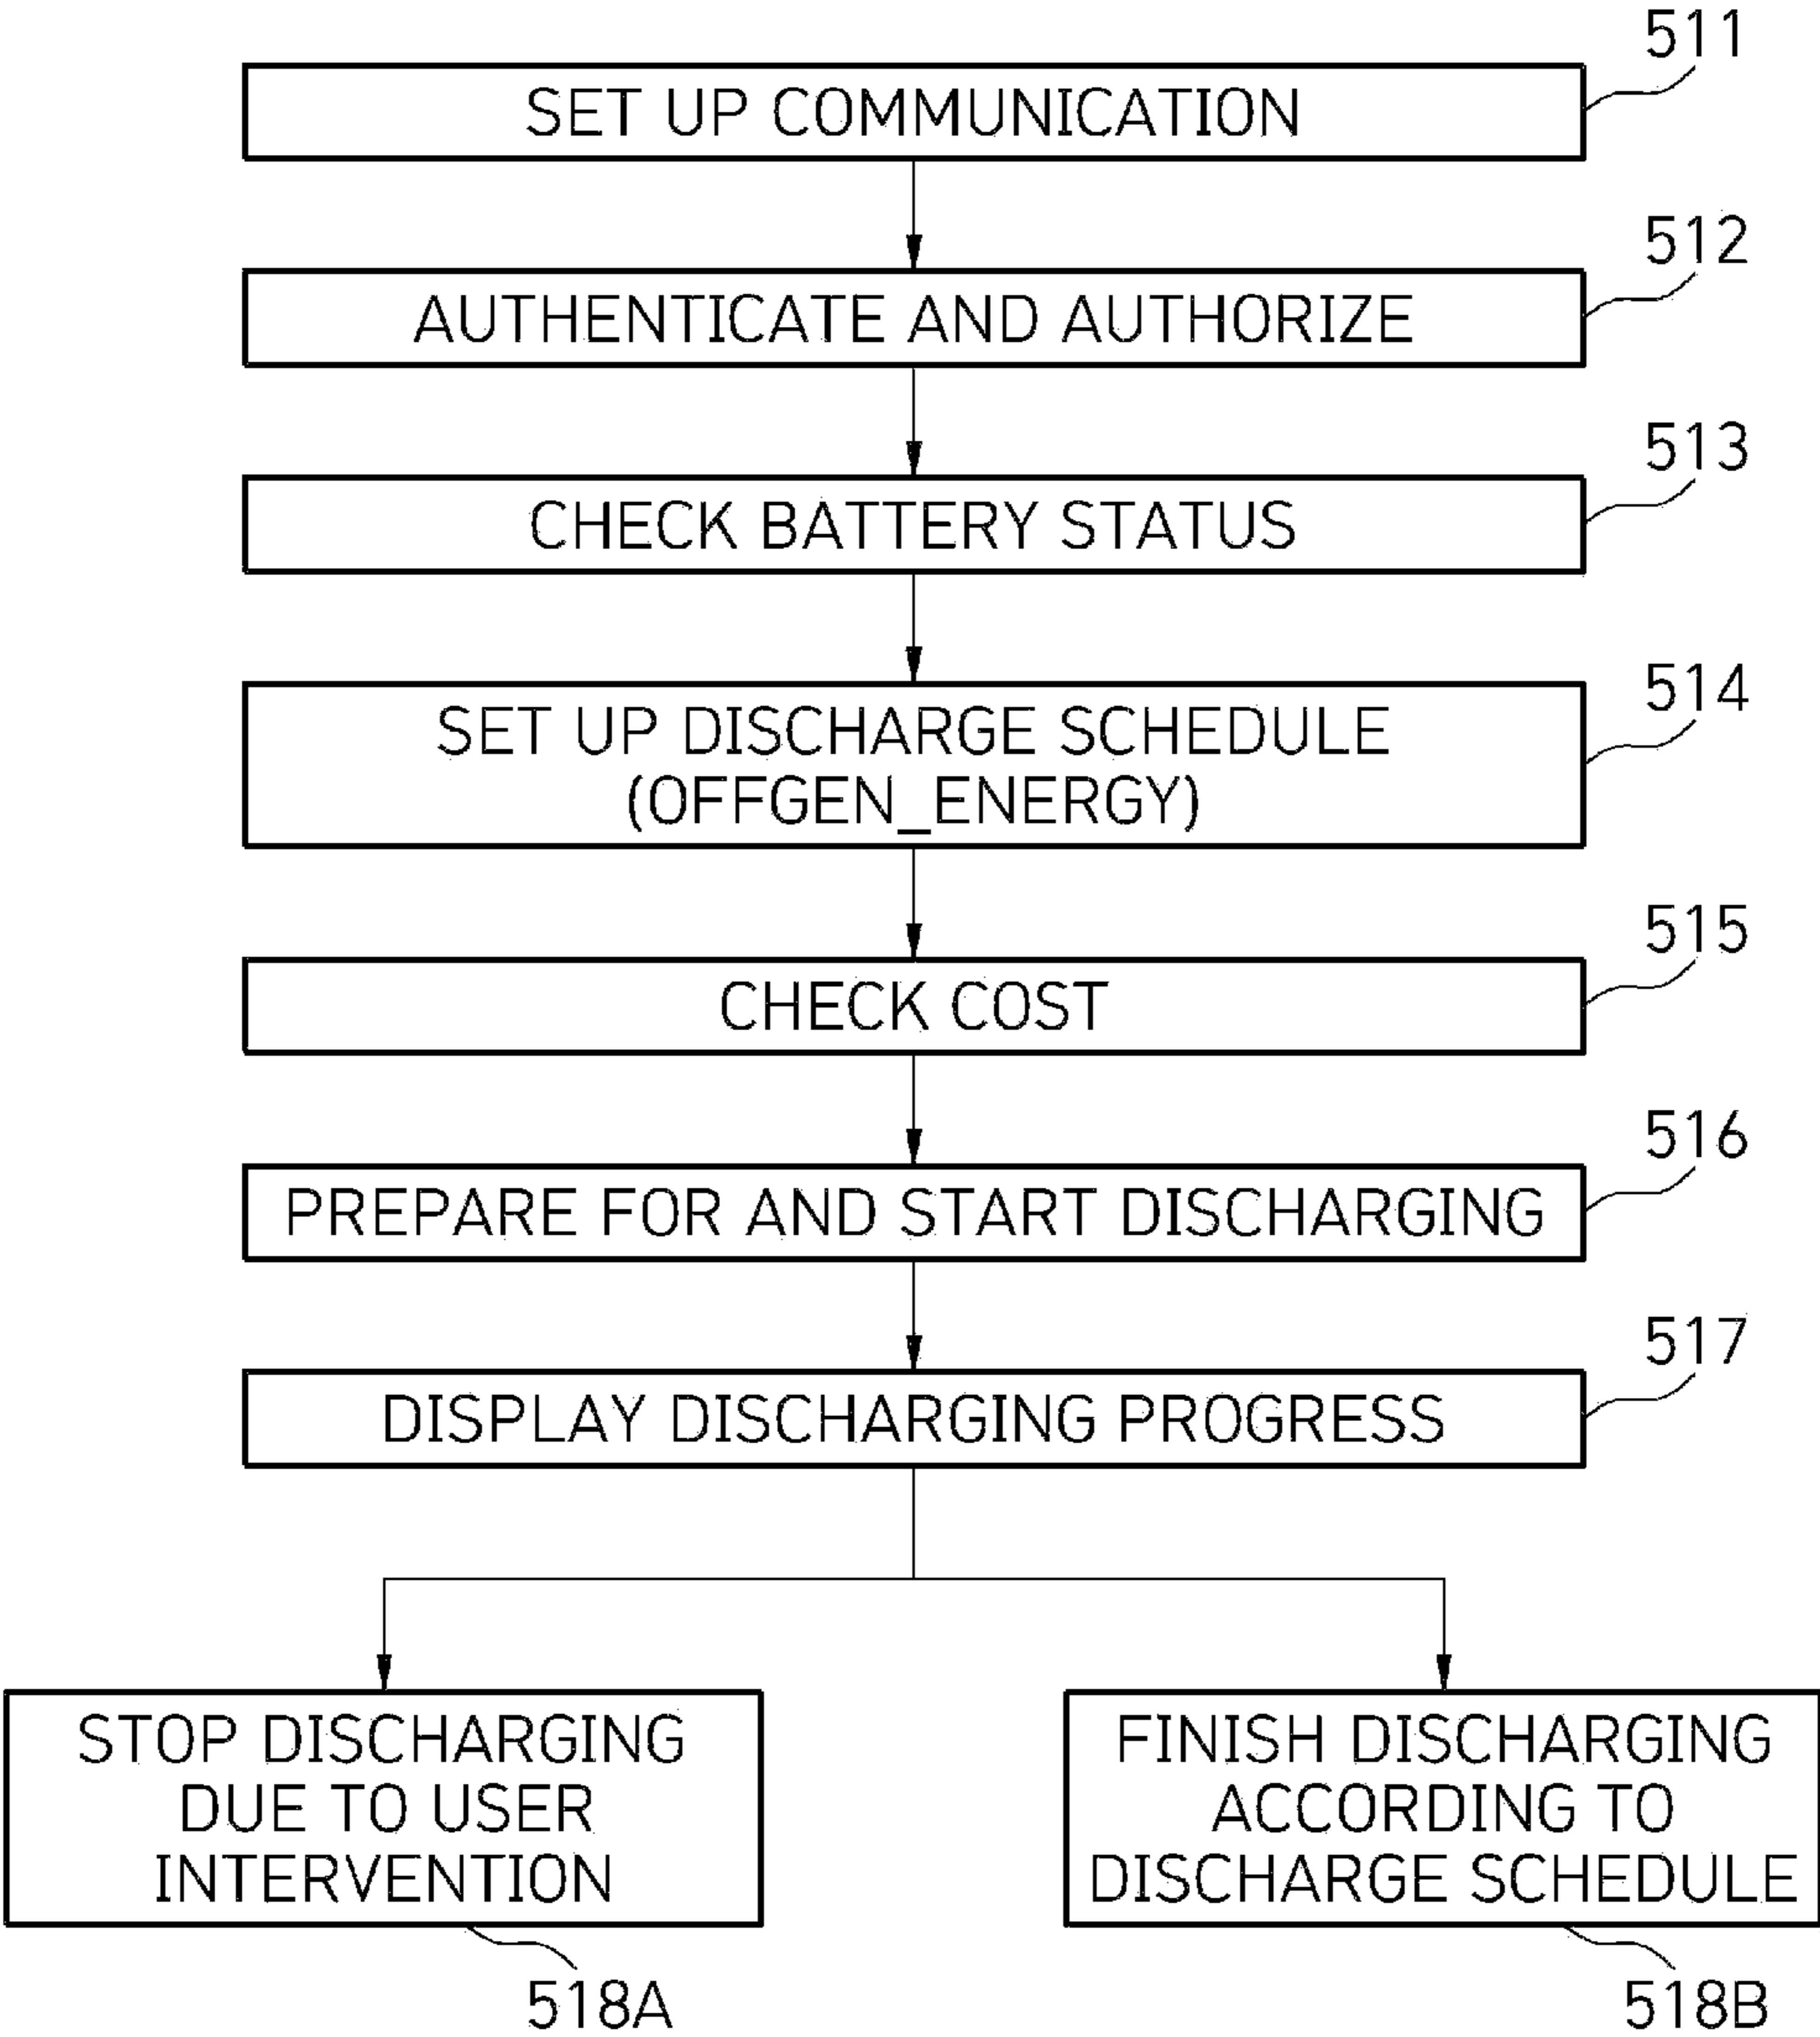 511
SET UP COMMUNICATION
512
AUTHENTICATE AND AUTHORIZE
513
CHECK BATTERY STATUS
514
SET UP DISCHARGE SCHEDULE
(OFFGEN_ENERGY)
515
CHECK COST
516
PREPARE FOR AND START DISCHARGING
517
DISPLAY DISCHARGING PROGRESS
STOP DISCHARGING
DUE TO USER
INTERVENTION
518A
FINISH DISCHARGING
ACCORDING TO
DISCHARGE SCHEDULE
518B